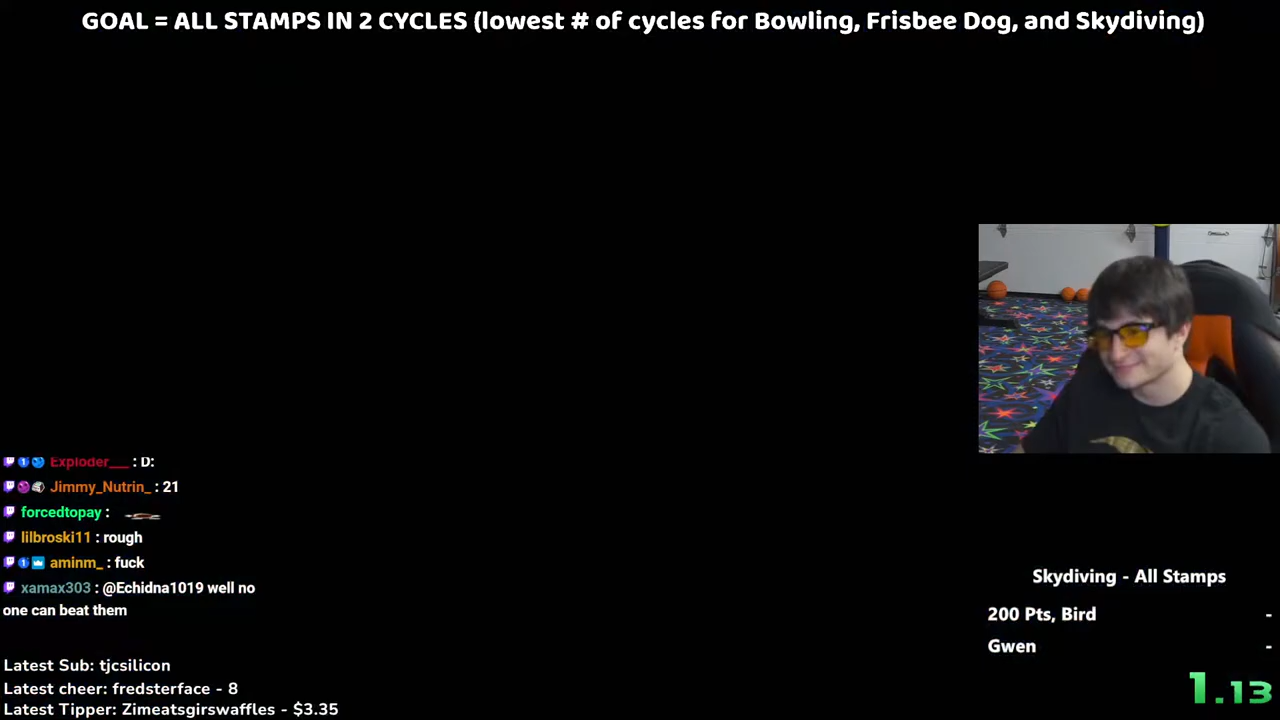 GOAL = ALL STAMPS IN 2 CYCLES (lowest # of cycles for Bowling, Frisbee Dog, and Skydiving)
Exploder___ : D:
Jimmy_Nutrin_ : 21
forcedtopay :
lilbroski11 : rough
aminm_ : fuck
xamax303 : @Echidna1019 well no
one can beat them
Latest Sub: tjcsilicon
Latest cheer: fredsterface - 8
Latest Tipper: Zimeatsgirswaffles - $3.35
Skydiving - All Stamps
200 Pts, Bird -
Gwen -
1.13